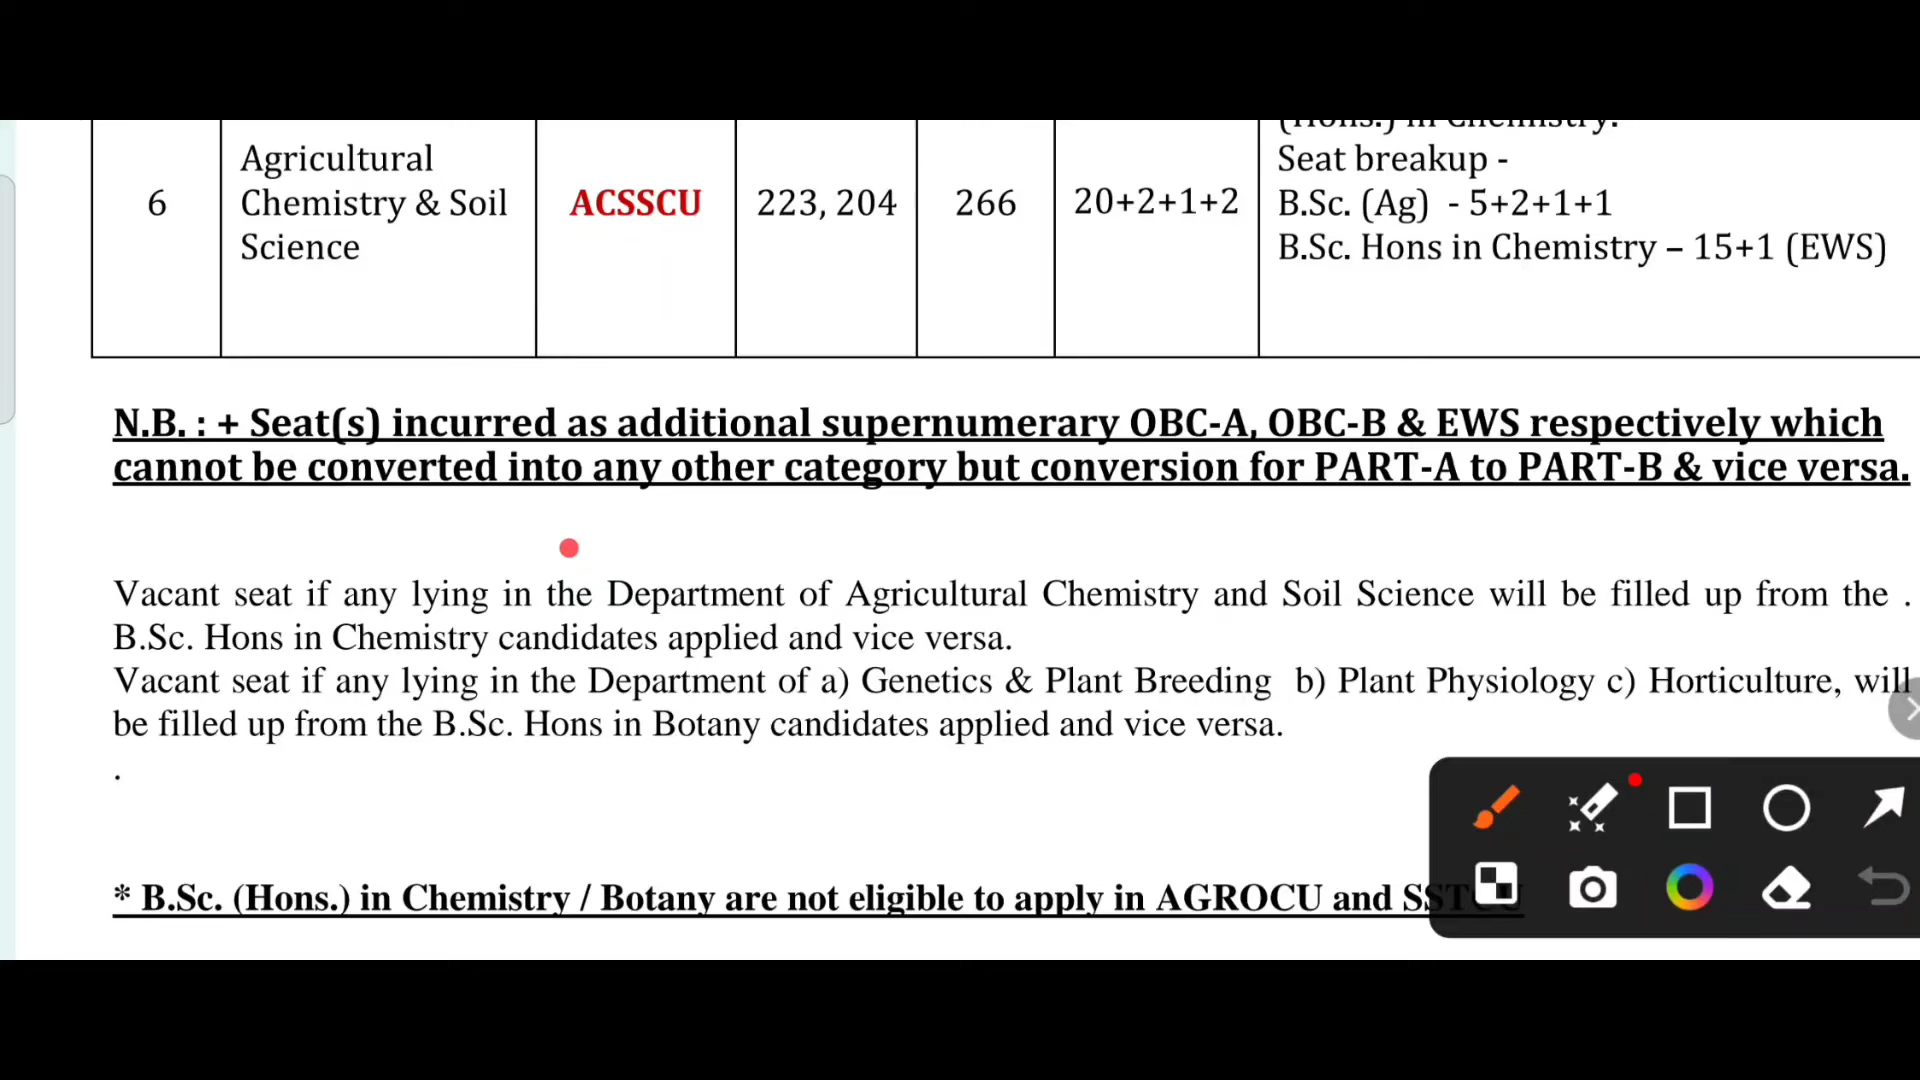 (Hons.) in Chemistry.
Agricultural
Chemistry & Soil
Science
6
ACSSCU
223, 204
266
20+2+1+2
Seat breakup -
B.Sc. (Ag) - 5+2+1+1
B.Sc. Hons in Chemistry – 15+1 (EWS)
N.B. : + Seat(s) incurred as additional supernumerary OBC-A, OBC-B & EWS respectively which
cannot be converted into any other category but conversion for PART-A to PART-B & vice versa.
Vacant seat if any lying in the Department of Agricultural Chemistry and Soil Science will be filled up from the .
B.Sc. Hons in Chemistry candidates applied and vice versa.
Vacant seat if any lying in the Department of a) Genetics & Plant Breeding b) Plant Physiology c) Horticulture, will
be filled up from the B.Sc. Hons in Botany candidates applied and vice versa.
.
* B.Sc. (Hons.) in Chemistry / Botany are not eligible to apply in AGROCU and SSTCU